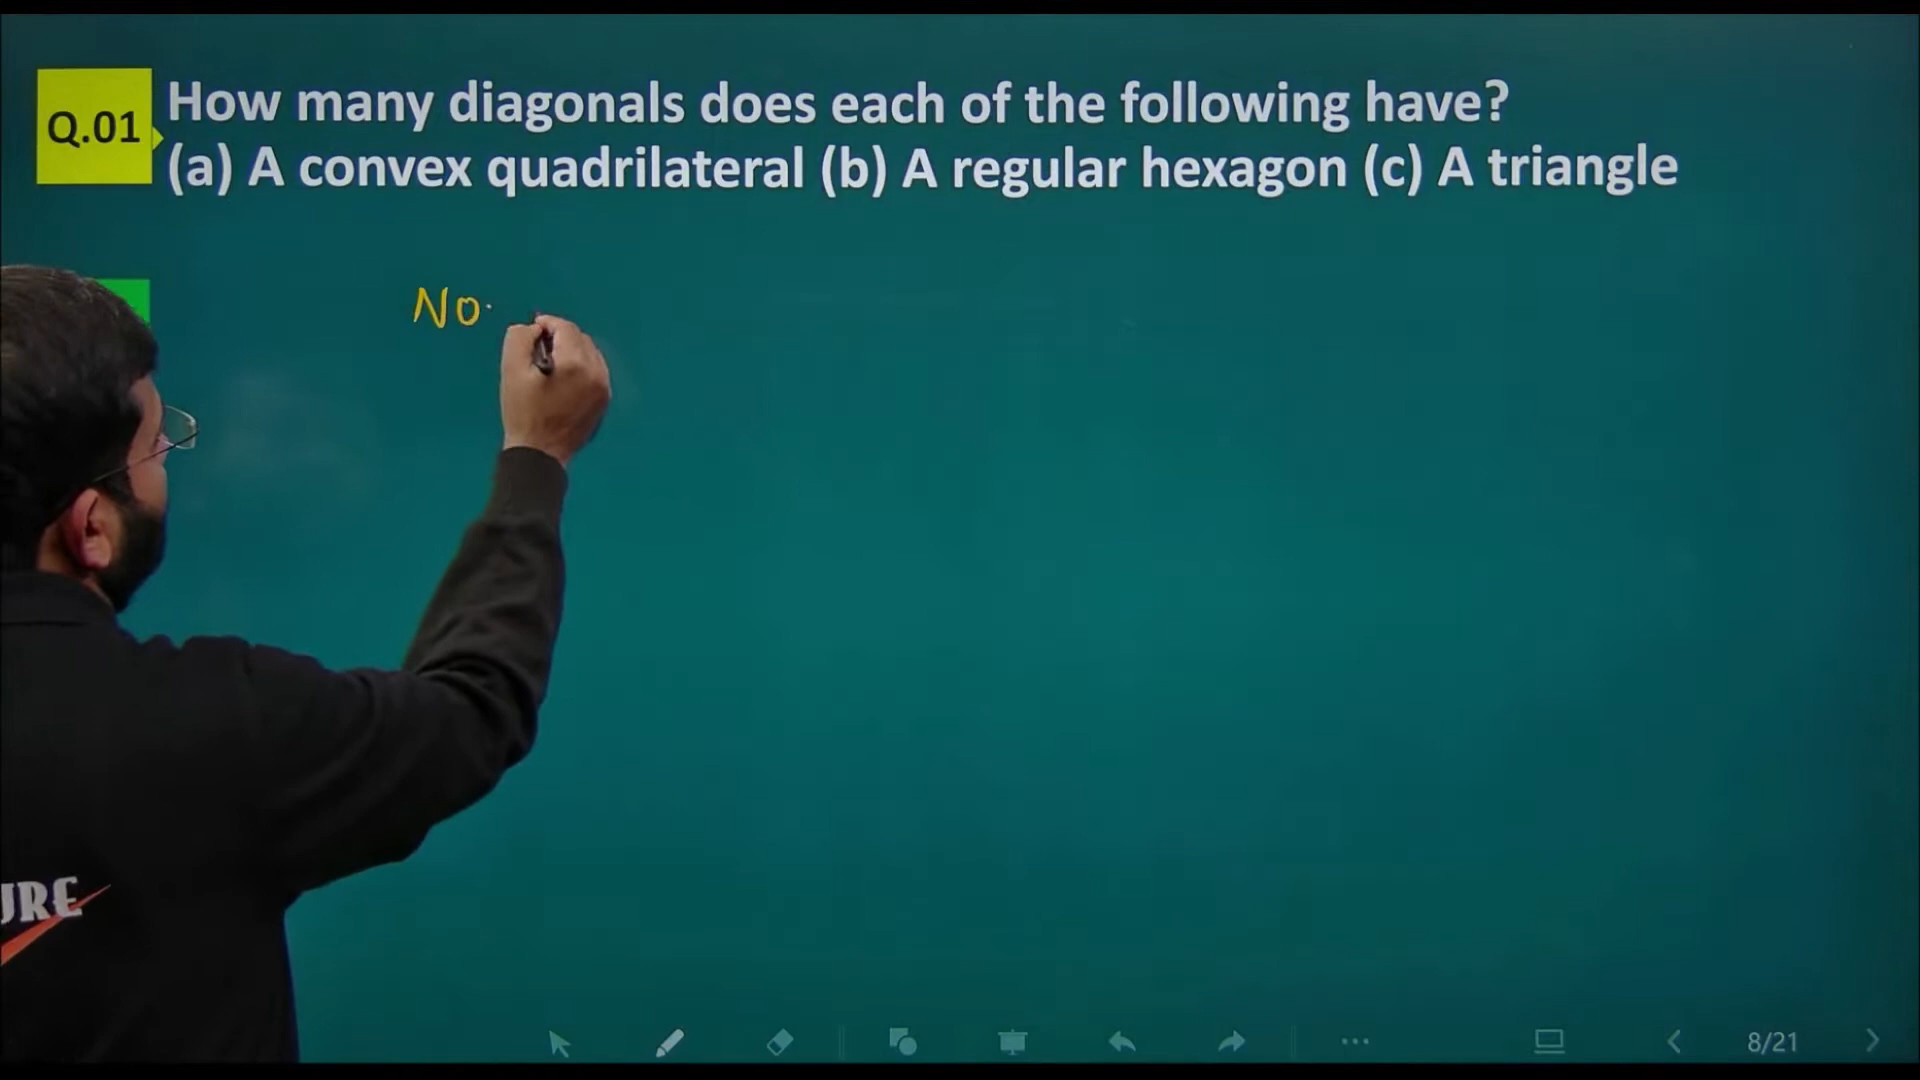 Q.01
How many diagonals does each of the following have?
(a) A convex quadrilateral (b) A regular hexagon (c) A triangle
No.
URE
8/21